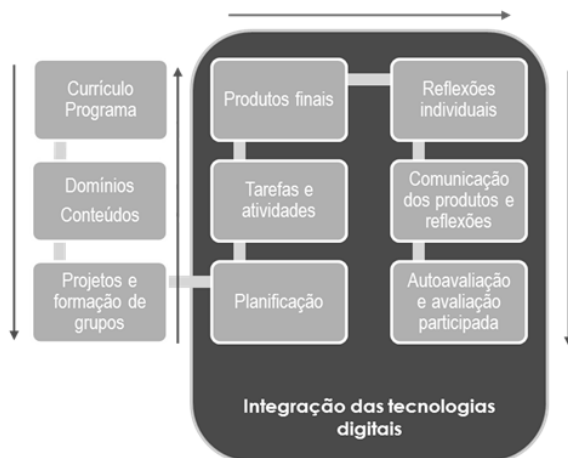 Currículo
Programa
Domínios
Conteúdos
Projetos e
formação de
grupos
Planificação
Tarefas e
atividades
Produtos finais
Reflexões
individuais
Comunicação
dos produtos e
reflexões
Autoavaliação
e avaliação
participada
Integração das tecnologias
digitais